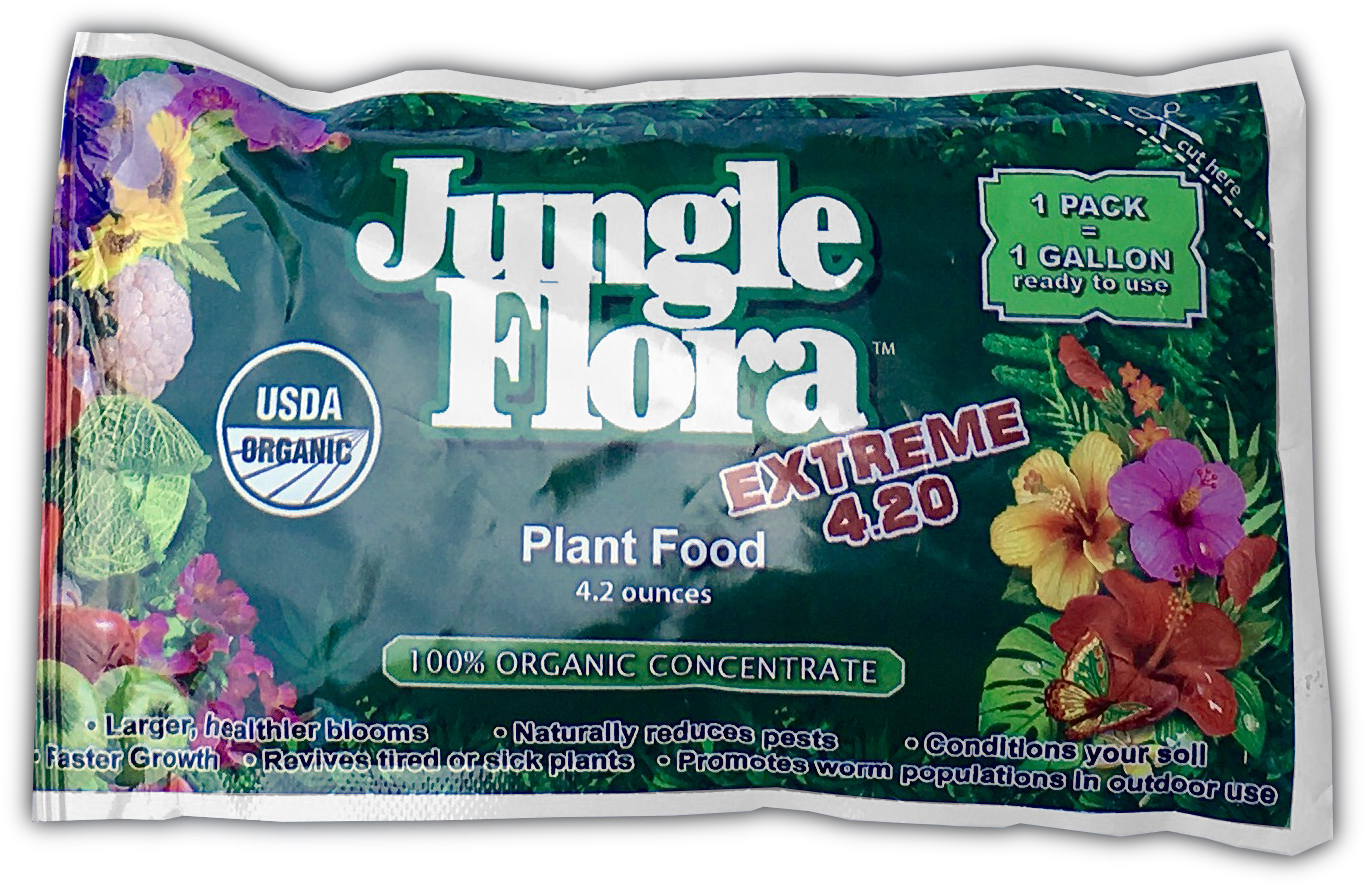 cut here
Jungle
Flora™
1 PACK
=
1 GALLON
ready to use
USDA
ORGANIC
EXTREME
4.20
Plant Food
4.2 ounces
100% ORGANIC CONCENTRATE
• Larger, healthier blooms • Naturally reduces pests • Conditions your soil
• Faster Growth • Revives tired or sick plants • Promotes worm populations in outdoor use